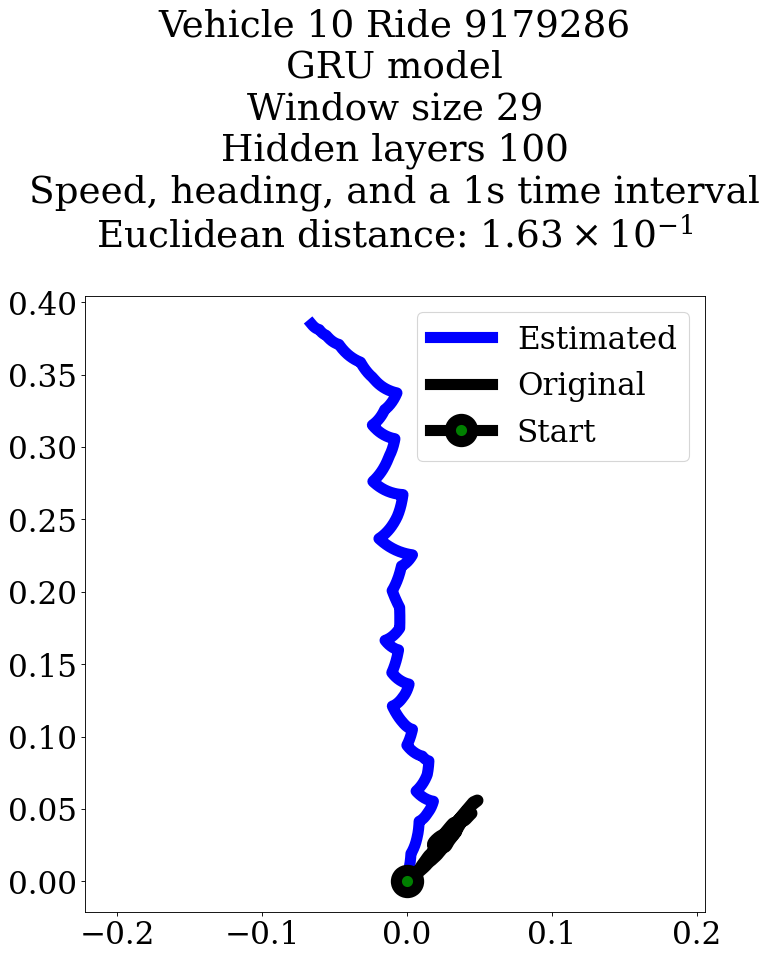 Vehicle 10 Ride 9179286
GRU model
Window size 29
Hidden layers 100
Speed, heading, and a 1s time interval
Euclidean distance: 1.63 × 10⁻¹
Estimated
Original
Start
0.40
0.35
0.30
0.25
0.20
0.15
0.10
0.05
0.00
−0.2 −0.1 0.0 0.1 0.2